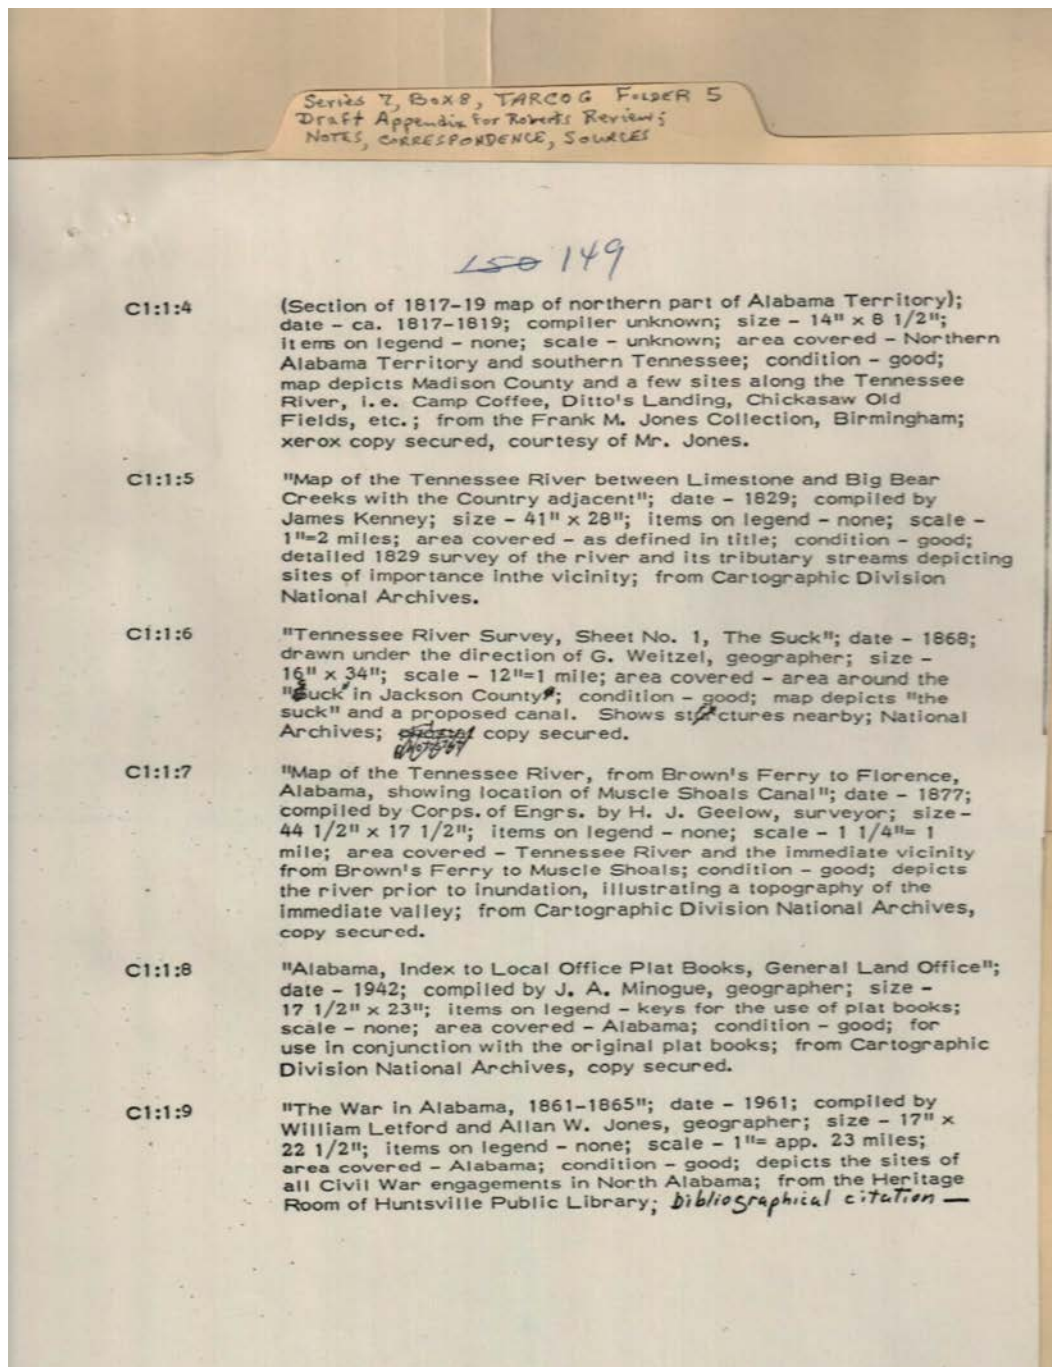 Series 7, Box 8, TARCOG FOLDER 5
Draft Appendix for Roberts Review;
NOTES, CORRESPONDENCE, SOURCES
150 149
C1:1:4 (Section of 1817-19 map of northern part of Alabama Territory);
date - ca. 1817-1819; compiler unknown; size - 14" x 8 1/2";
items on legend - none; scale - unknown; area covered - Northern
Alabama Territory and southern Tennessee; condition - good;
map depicts Madison County and a few sites along the Tennessee
River, i.e. Camp Coffee, Ditto's Landing, Chickasaw Old
Fields, etc.; from the Frank M. Jones Collection, Birmingham;
xerox copy secured, courtesy of Mr. Jones.
C1:1:5 "Map of the Tennessee River between Limestone and Big Bear
Creeks with the Country adjacent"; date - 1829; compiled by
James Kenney; size - 41" x 28"; items on legend - none; scale -
1"=2 miles; area covered - as defined in title; condition - good;
detailed 1829 survey of the river and its tributary streams depicting
sites of importance inthe vicinity; from Cartographic Division
National Archives.
C1:1:6 "Tennessee River Survey, Sheet No. 1, The Suck"; date - 1868;
drawn under the direction of G. Weitzel, geographer; size -
16" x 34"; scale - 12"=1 mile; area covered - area around the
"Suck" in Jackson County; condition - good; map depicts "the
suck" and a proposed canal. Shows structures nearby; National
Archives; copy secured.
C1:1:7 "Map of the Tennessee River, from Brown's Ferry to Florence,
Alabama, showing location of Muscle Shoals Canal"; date - 1877;
compiled by Corps. of Engrs. by H. J. Geelow, surveyor; size -
44 1/2" x 17 1/2"; items on legend - none; scale - 1 1/4"= 1
mile; area covered - Tennessee River and the immediate vicinity
from Brown's Ferry to Muscle Shoals; condition - good; depicts
the river prior to inundation, illustrating a topography of the
immediate valley; from Cartographic Division National Archives,
copy secured.
C1:1:8 "Alabama, Index to Local Office Plat Books, General Land Office";
date - 1942; compiled by J. A. Minogue, geographer; size -
17 1/2" x 23"; items on legend - keys for the use of plat books;
scale - none; area covered - Alabama; condition - good; for
use in conjunction with the original plat books; from Cartographic
Division National Archives, copy secured.
C1:1:9 "The War in Alabama, 1861-1865"; date - 1961; compiled by
William Letford and Allan W. Jones, geographer; size - 17" x
22 1/2"; items on legend - none; scale - 1"= app. 23 miles;
area covered - Alabama; condition - good; depicts the sites of
all Civil War engagements in North Alabama; from the Heritage
Room of Huntsville Public Library; bibliographical citation —